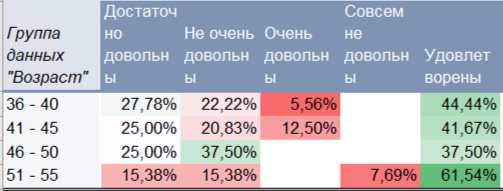 Группа данных "Возраст" Достаточно довольны Не очень довольны Очень довольны Совсем не довольны Удовлетворены
36 - 40 27,78% 22,22% 5,56% 44,44%
41 - 45 25,00% 20,83% 12,50% 41,67%
46 - 50 25,00% 37,50% 37,50%
51 - 55 15,38% 15,38% 7,69% 61,54%